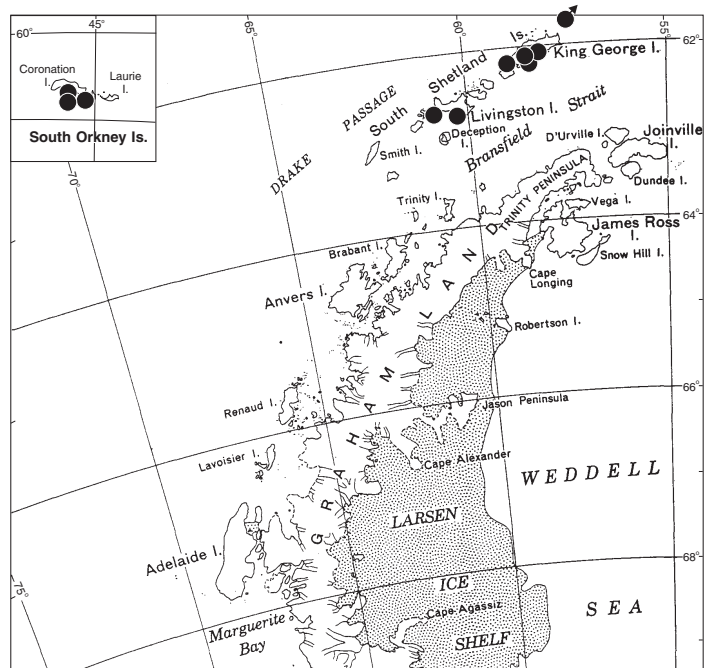 60°
45°
Coronation
I.
Laurie
I.
South Orkney Is.
65°
60°
55°
62°
Is.
King George I.
Shetland
South
Livingston I.
Strait
Bransfield
PASSAGE
DRAKE
Deception
I.
Smith I.
D'Urville I.
Joinville
I.
Dundee I.
TRINITY PENINSULA
Vega I.
Trinity I.
64°
James Ross
I.
Snow Hill I.
Brabant I.
Cape
Longing
Anvers I.
70°
Robertson I.
GRAHAM LAND
66°
Renaud I.
Jason Peninsula
Lavoisier I.
Cape Alexander
WEDDELL
LARSEN
Adelaide I.
68°
75°
ICE
SEA
Cape Agassiz
Marguerite
Bay
SHELF